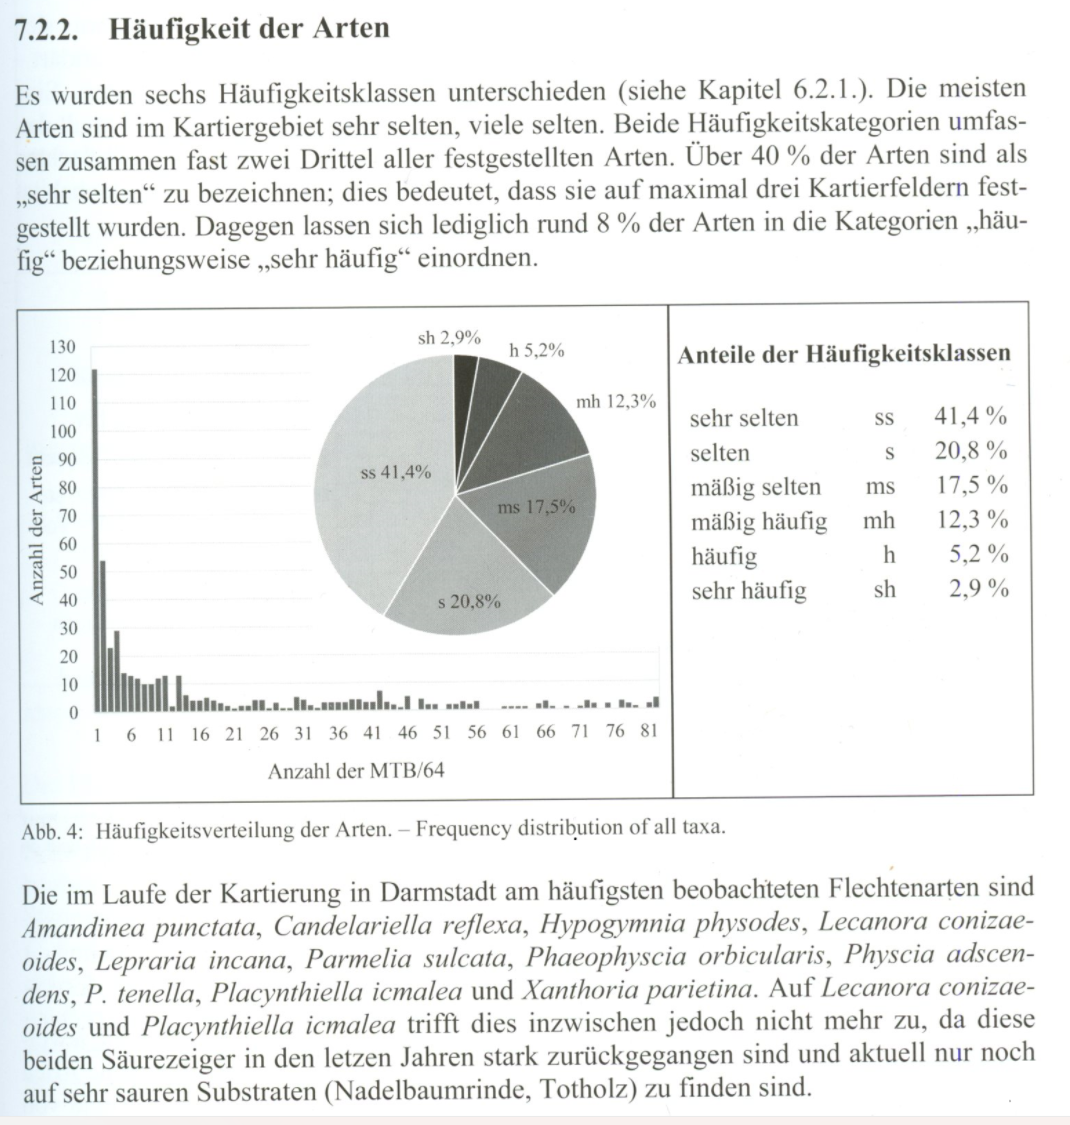 7.2.2. Häufigkeit der Arten
Es wurden sechs Häufigkeitsklassen unterschieden (siehe Kapitel 6.2.1.). Die meisten
Arten sind im Kartiergebiet sehr selten, viele selten. Beide Häufigkeitskategorien umfas-
sen zusammen fast zwei Drittel aller festgestellten Arten. Über 40 % der Arten sind als
„sehr selten“ zu bezeichnen; dies bedeutet, dass sie auf maximal drei Kartierfeldern fest-
gestellt wurden. Dagegen lassen sich lediglich rund 8 % der Arten in die Kategorien „häu-
fig“ beziehungsweise „sehr häufig“ einordnen.
130
120
110
100
90
80
70
60
50
40
30
20
10
0
Anzahl der Arten
1 6 11 16 21 26 31 36 41 46 51 56 61 66 71 76 81
Anzahl der MTB/64
sh 2,9%
h 5,2%
mh 12,3%
ss 41,4%
ms 17,5%
s 20,8%
Anteile der Häufigkeitsklassen
sehr selten ss 41,4 %
selten s 20,8 %
mäßig selten ms 17,5 %
mäßig häufig mh 12,3 %
häufig h 5,2 %
sehr häufig sh 2,9 %
Abb. 4: Häufigkeitsverteilung der Arten. – Frequency distribution of all taxa.
Die im Laufe der Kartierung in Darmstadt am häufigsten beobachteten Flechtenarten sind
Amandinea punctata, Candelariella reflexa, Hypogymnia physodes, Lecanora conizae-
oides, Lepraria incana, Parmelia sulcata, Phaeophyscia orbicularis, Physcia adscen-
dens, P. tenella, Placynthiella icmalea und Xanthoria parietina. Auf Lecanora conizae-
oides und Placynthiella icmalea trifft dies inzwischen jedoch nicht mehr zu, da diese
beiden Säurezeiger in den letzen Jahren stark zurückgegangen sind und aktuell nur noch
auf sehr sauren Substraten (Nadelbaumrinde, Totholz) zu finden sind.